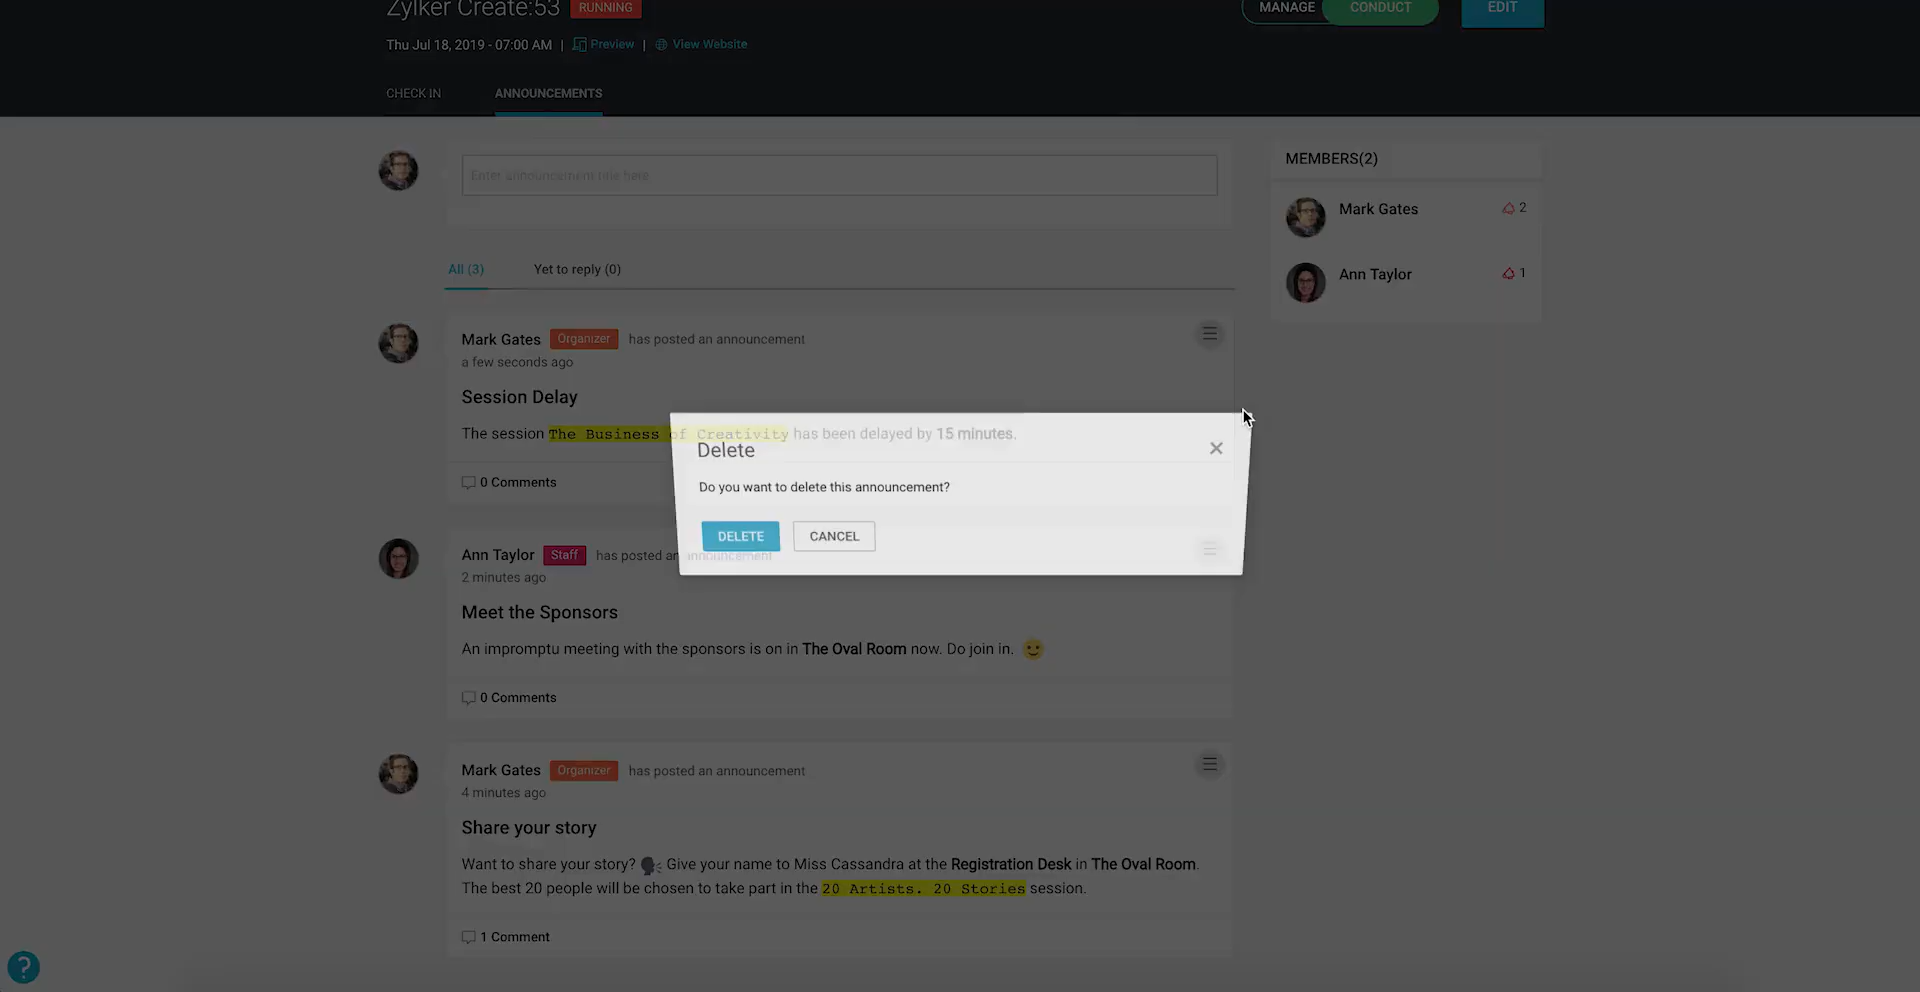 Zylker Create:53 RUNNING
MANAGE CONDUCT EDIT
Thu Jul 18, 2019 - 07:00 AM | Preview | View Website
CHECK IN ANNOUNCEMENTS
Enter announcement title here
MEMBERS(2)
Mark Gates 2
Ann Taylor 1
All (3) Yet to reply (0)
Mark Gates Organizer has posted an announcement
a few seconds ago
Session Delay
The session The Business of Creativity has been delayed by 15 minutes.
0 Comments
Delete
Do you want to delete this announcement?
DELETE CANCEL
Ann Taylor Staff has posted an announcement
2 minutes ago
Meet the Sponsors
An impromptu meeting with the sponsors is on in The Oval Room now. Do join in. 🙂
0 Comments
Mark Gates Organizer has posted an announcement
4 minutes ago
Share your story
Want to share your story? 🗣 Give your name to Miss Cassandra at the Registration Desk in The Oval Room.
The best 20 people will be chosen to take part in the 20 Artists. 20 Stories session.
1 Comment
?